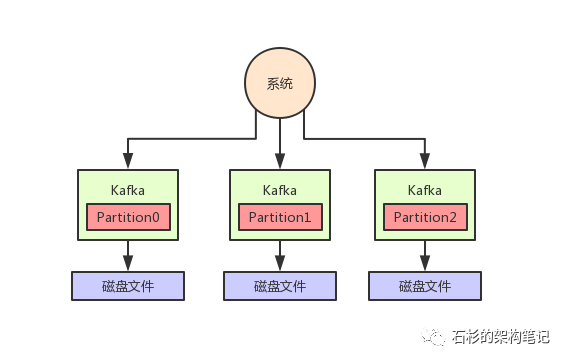 系统
Kafka
Partition0
Kafka
Partition1
Kafka
Partition2
磁盘文件
磁盘文件
磁盘文件
石杉的架构笔记